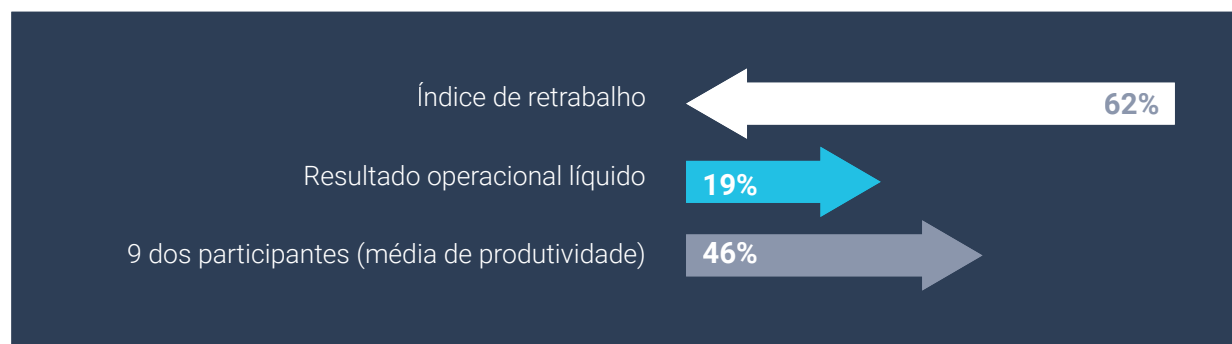 Índice de retrabalho 62%
Resultado operacional líquido 19%
9 dos participantes (média de produtividade) 46%